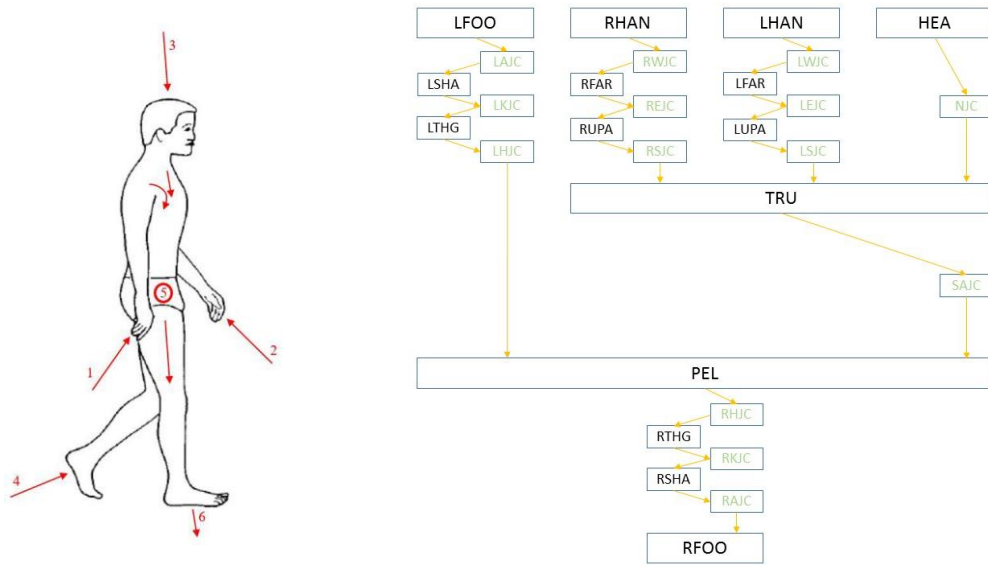 3
5
1
2
4
6
LFOO RHAN LHAN HEA
LAJC RWJC LWJC
LSHA RFAR LFAR
LKJC REJC LEJC NJC
LTHG RUPA LUPA
LHJC RSJC LSJC
TRU
SAJC
PEL
RHJC
RTHG
RKJC
RSHA
RAJC
RFOO